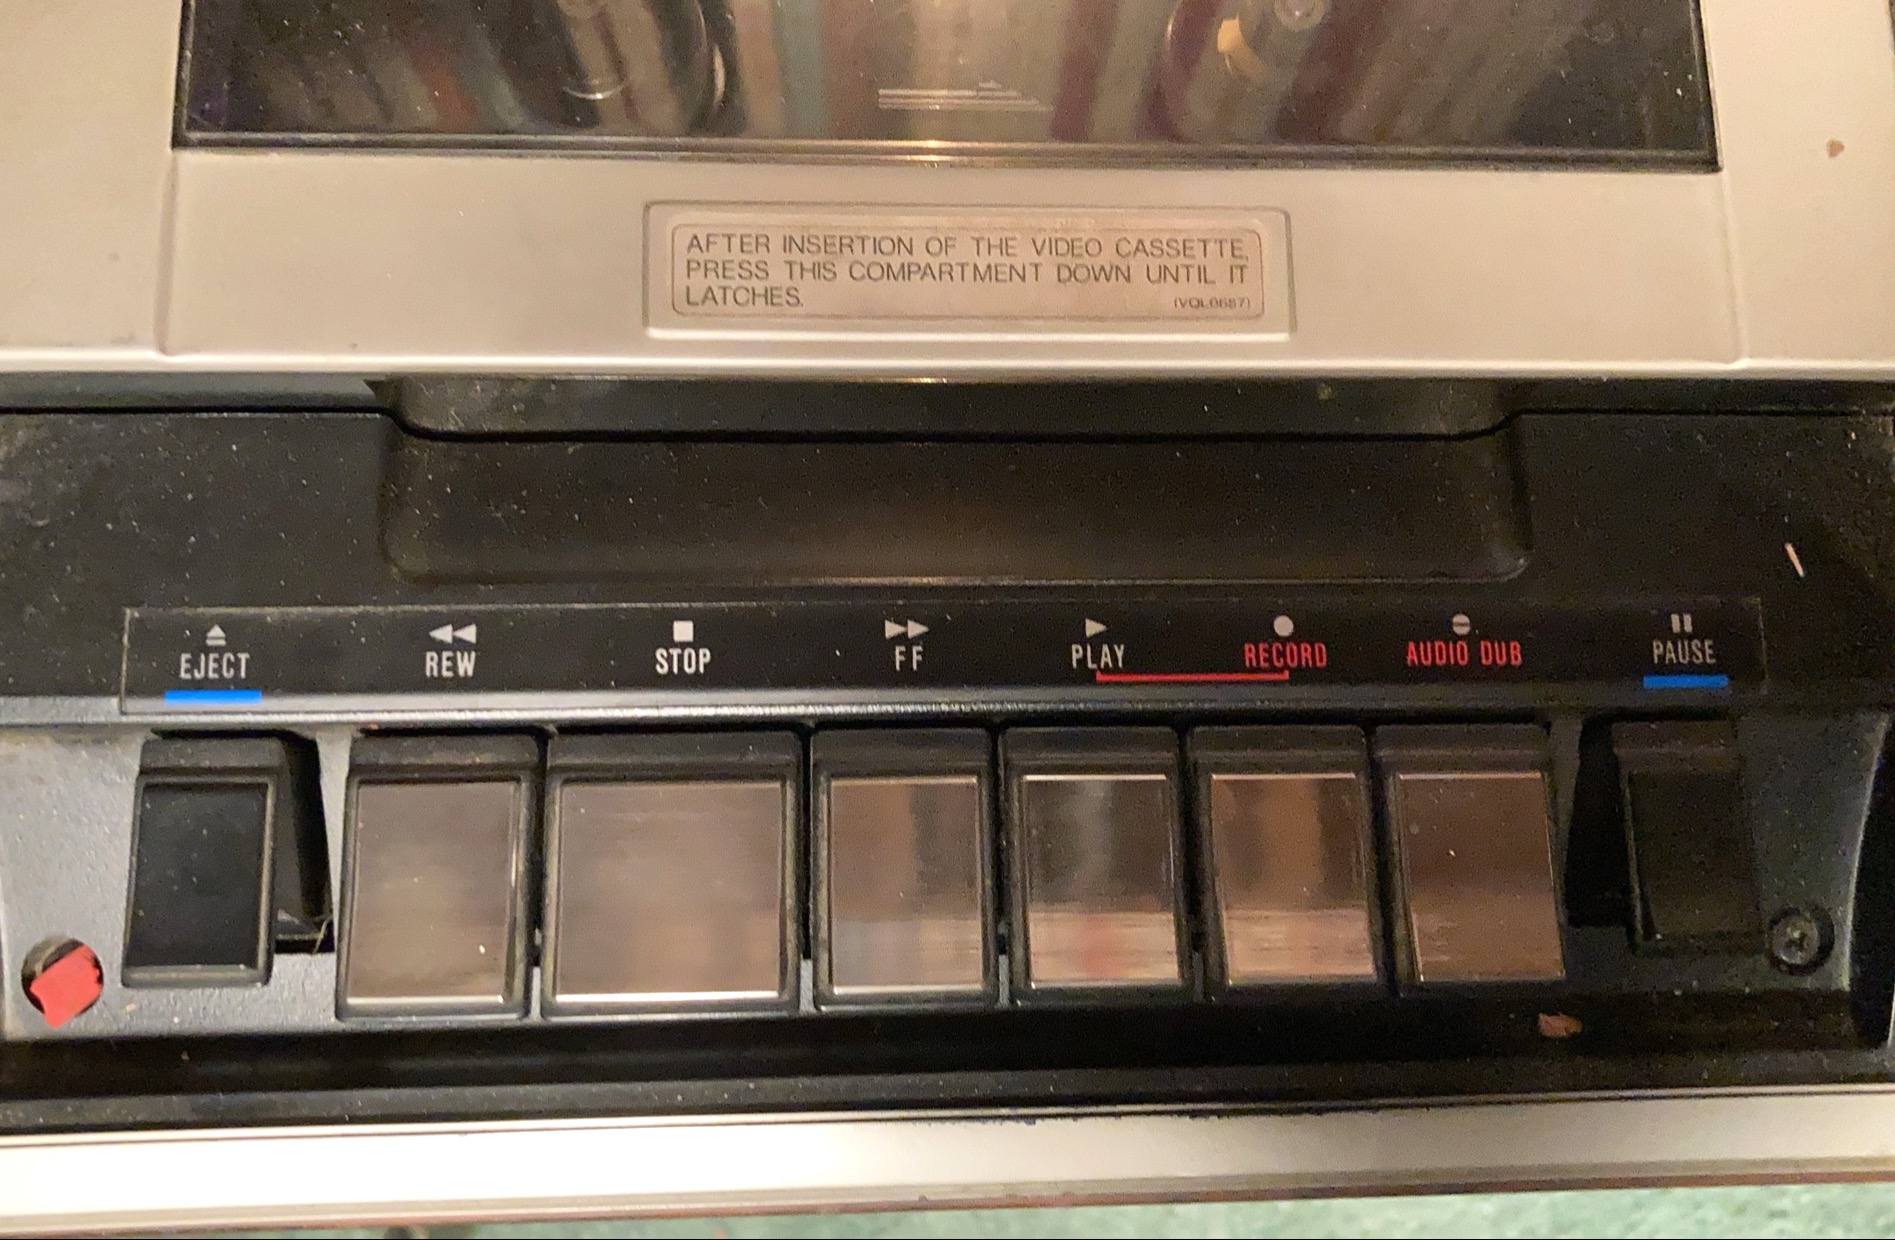 AFTER INSERTION OF THE VIDEO CASSETTE,
PRESS THIS COMPARTMENT DOWN UNTIL IT
LATCHES.
(VQL0687)
EJECT REW STOP FF PLAY RECORD AUDIO DUB PAUSE